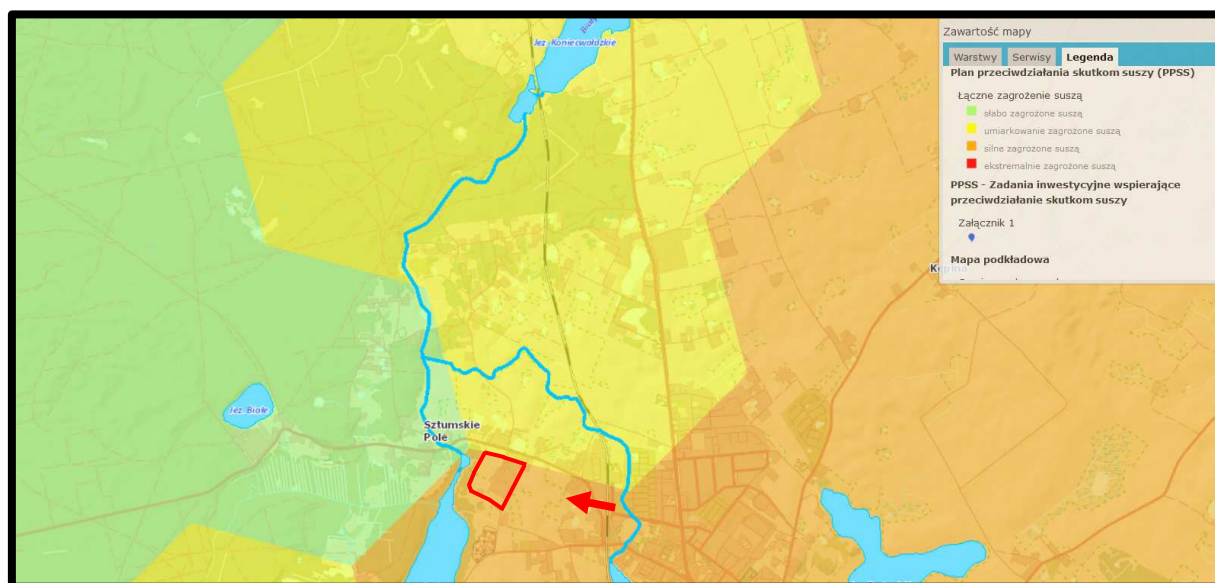 Jez Koniecwałdzkie
Jez Białe
Sztumskie
Pole
Zawartość mapy
Warstwy Serwisy Legenda
Plan przeciwdziałania skutkom suszy (PPSS)
Łączne zagrożenie suszą
słabo zagrożone suszą
umiarkowanie zagrożone suszą
silne zagrożone suszą
ekstremalnie zagrożone suszą
PPSS - Zadania inwestycyjne wspierające
przeciwdziałanie skutkom suszy
Załącznik 1
Mapa podkładowa